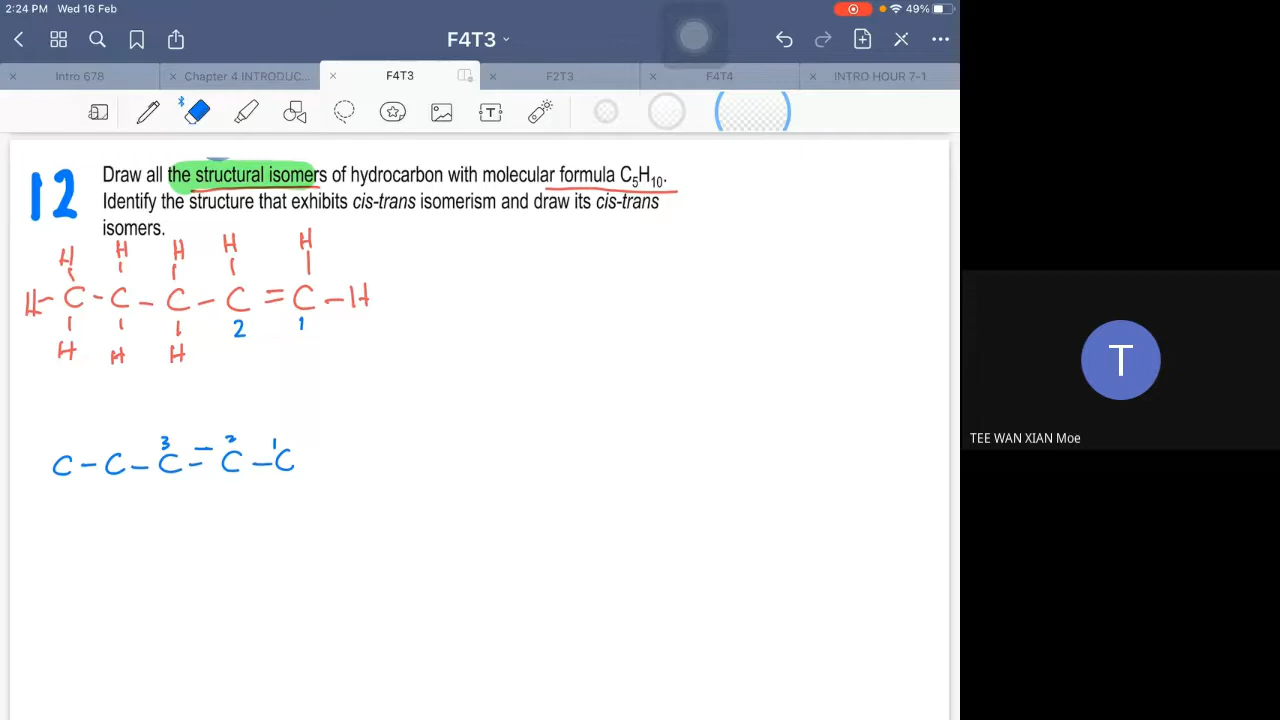 2:24 PM Wed 16 Feb
49%
F4T3
Intro 678
Chapter 4 INTRODUC...
F4T3
F2T3
F4T4
INTRO HOUR 7-1
T
12
Draw all the structural isomers of hydrocarbon with molecular formula C₅H₁₀.
Identify the structure that exhibits cis-trans isomerism and draw its cis-trans
isomers.
H H H H H
H - C - C - C - C = C - H
2 1
H H H
3 2 1
C - C - C = C - C
T
TEE WAN XIAN Moe